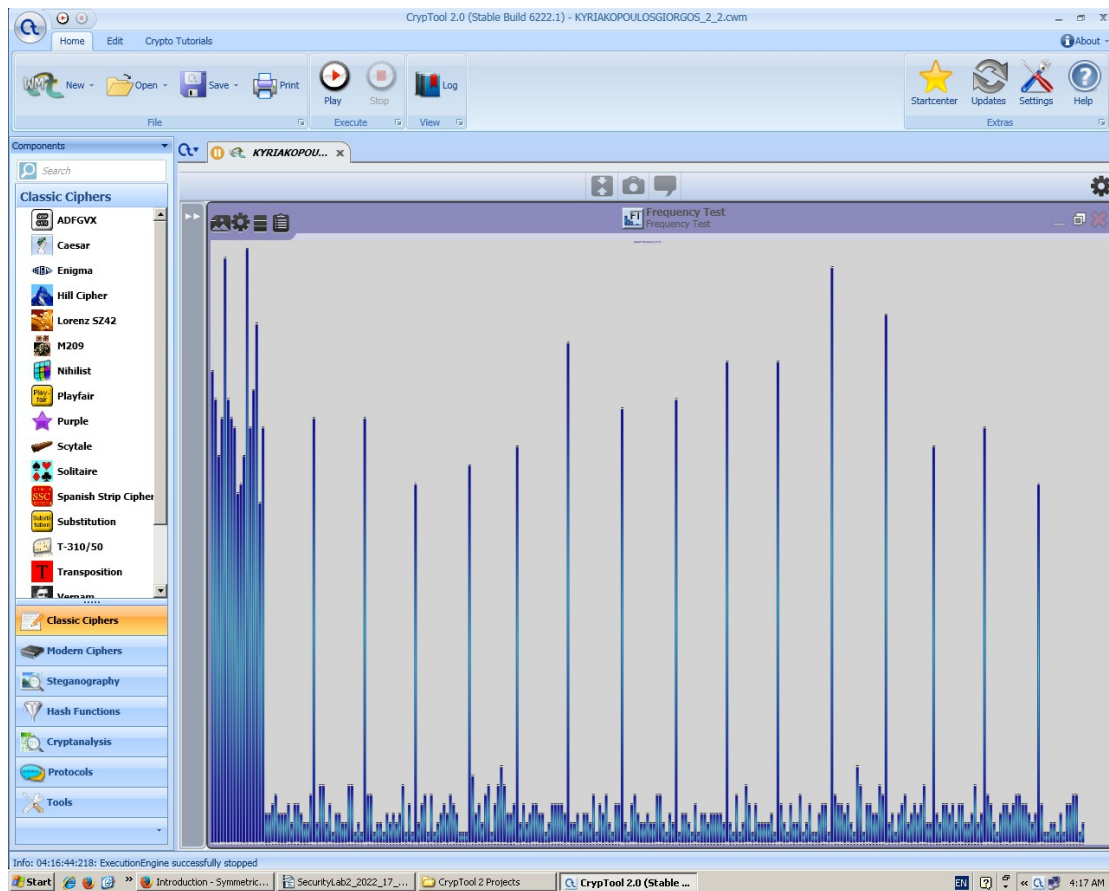 CrypTool 2.0 (Stable Build 6222.1) - KYRIAKOPOULOSGIORGOS_2_2.cwm
Home Edit Crypto Tutorials
About
New Open Save Print
Play Stop
Log
Startcenter Updates Settings Help
File Execute View Extras
Components
KYRIAKOPOU...
Search
Classic Ciphers
ADFGVX
Caesar
Enigma
Hill Cipher
Lorenz SZ42
M209
Nihilist
Playfair
Purple
Scytale
Solitaire
Spanish Strip Cipher
Substitution
T-310/50
Transposition
Vernam
Frequency Test
Frequency Test
Classic Ciphers
Modern Ciphers
Steganography
Hash Functions
Cryptanalysis
Protocols
Tools
Info: 04:16:44:218: ExecutionEngine successfully stopped
Start Introduction - Symmetric... SecurityLab2_2022_17_... CrypTool 2 Projects CrypTool 2.0 (Stable ... EN 4:17 AM